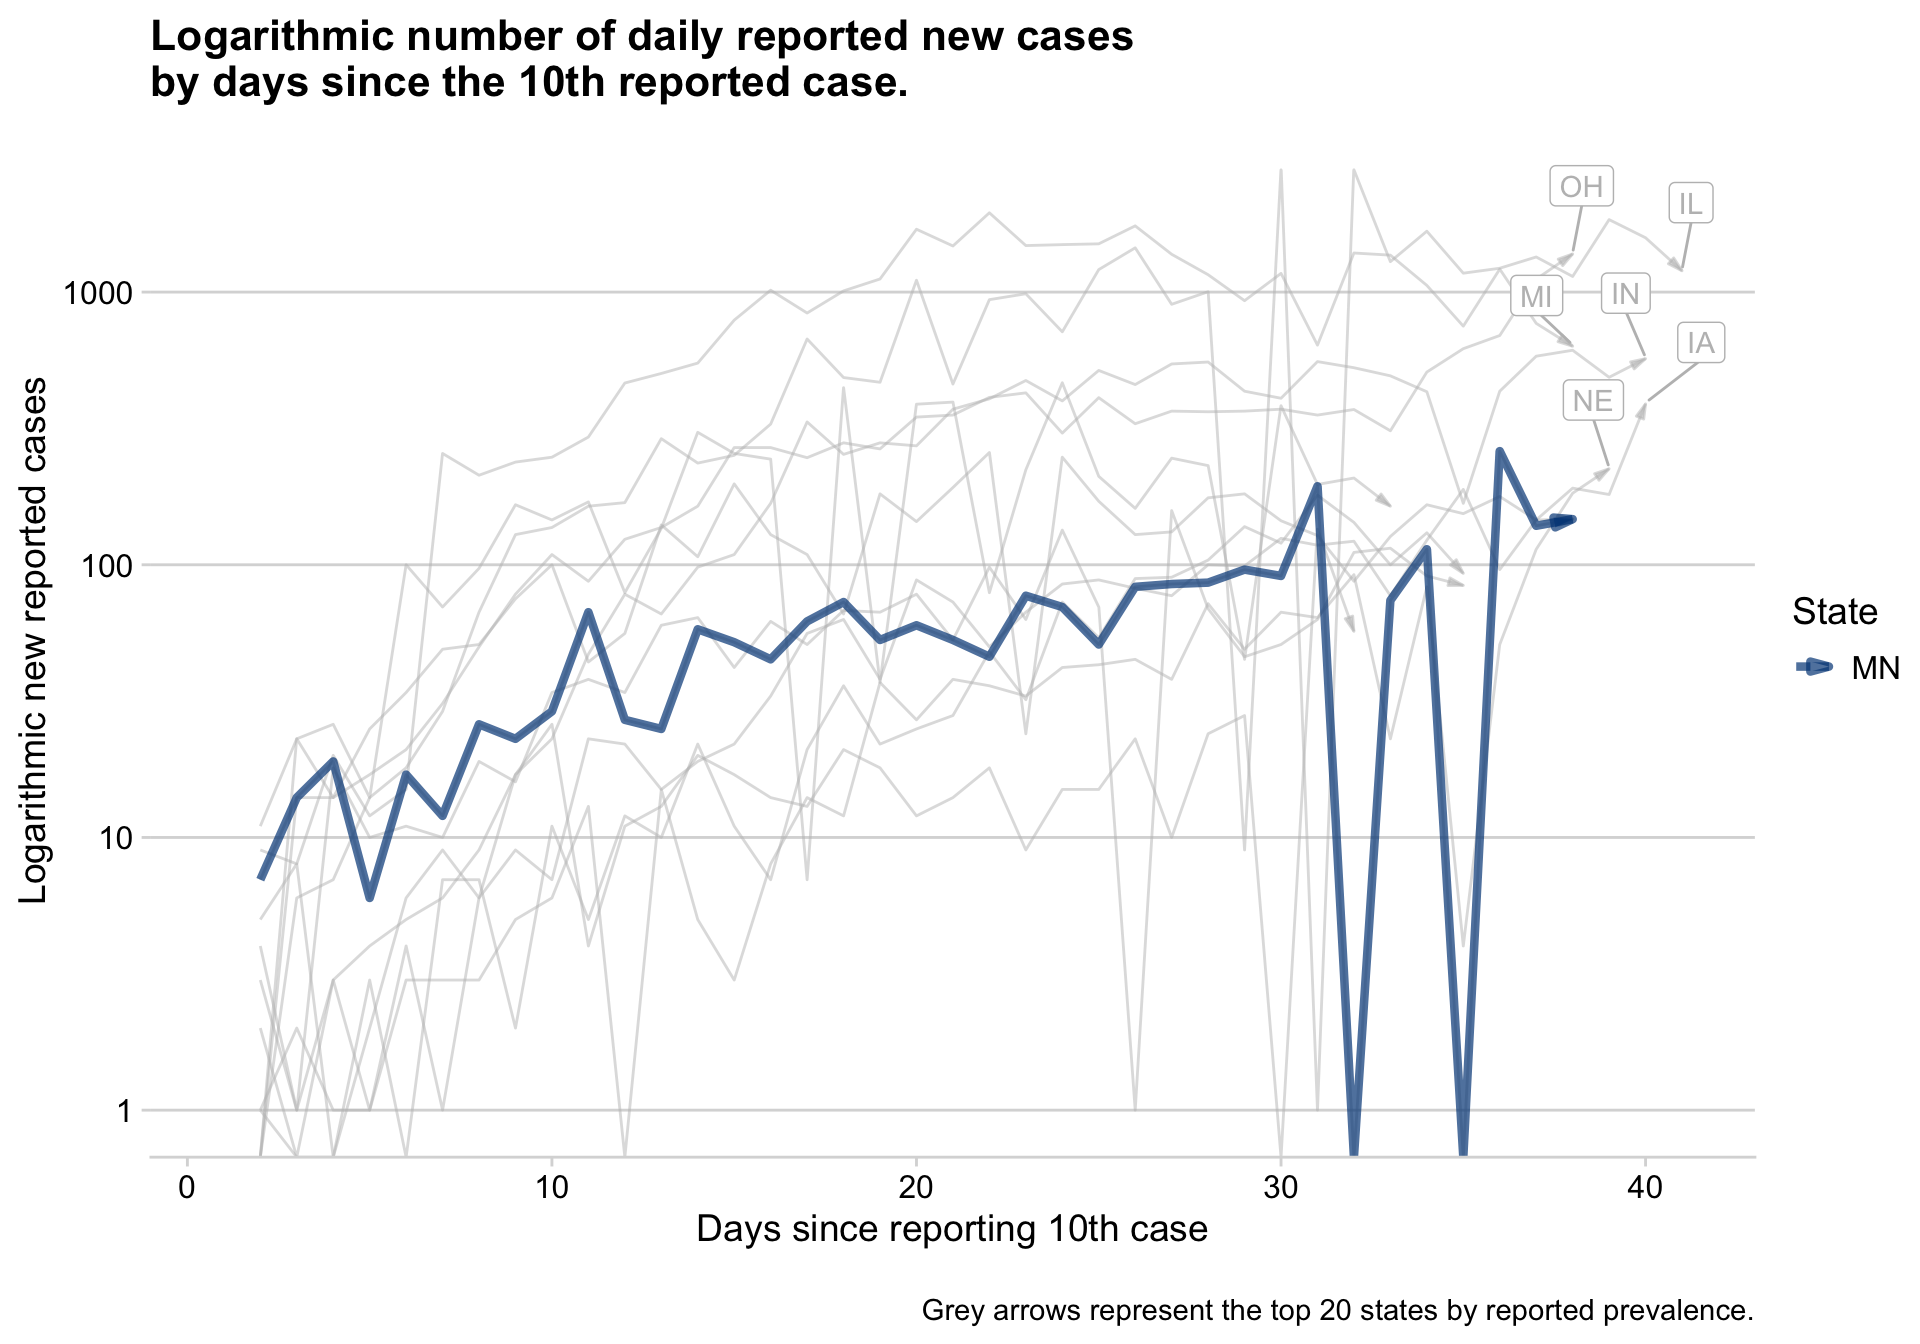 Logarithmic number of daily reported new cases
by days since the 10th reported case.
OH
IL
MI
IN
IA
NE
1000
100
10
1
Logarithmic new reported cases
State
MN
0
10
20
30
40
Days since reporting 10th case
Grey arrows represent the top 20 states by reported prevalence.